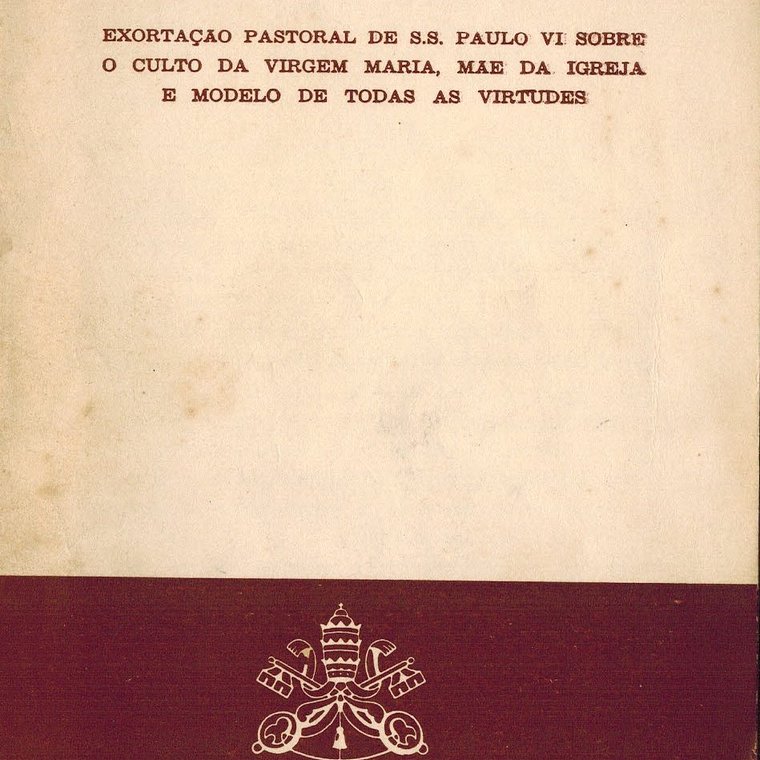 EXORTAÇÃO PASTORAL DE S.S. PAULO VI SOBRE
O CULTO DA VIRGEM MARIA, MÃE DA IGREJA
E MODELO DE TODAS AS VIRTUDES